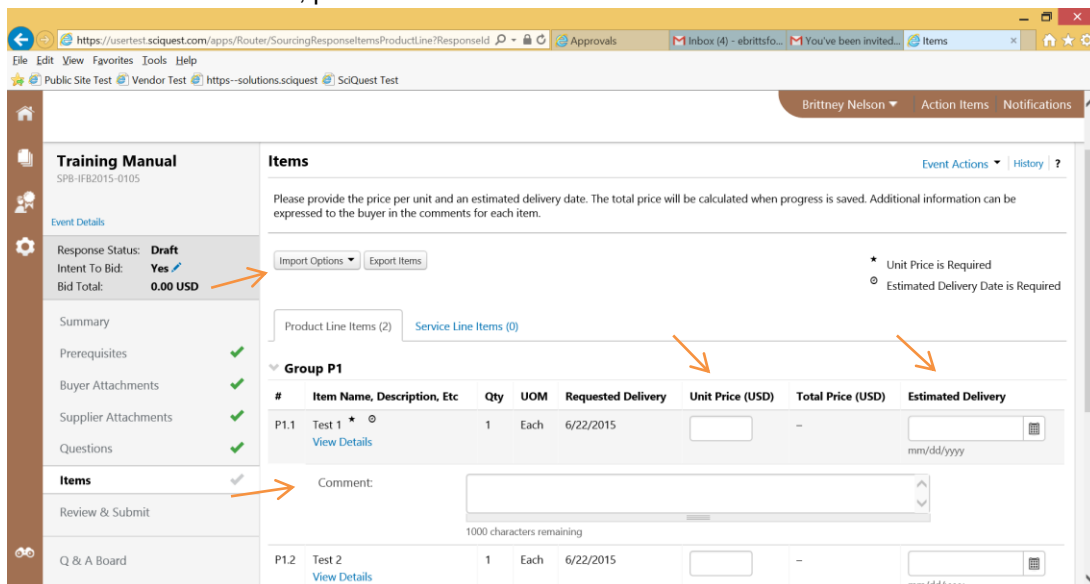 https://usertest.sciquest.com/apps/Router/SourcingResponseItemsProductLine?ResponseId
Approvals
Inbox (4) - ebrittsfo...
You've been invited...
Items
File Edit View Favorites Tools Help
Public Site Test Vendor Test https--solutions.sciquest SciQuest Test
Brittney Nelson Action Items Notifications
Training Manual
SPB-IFB2015-0105
Event Details
Response Status: Draft
Intent To Bid: Yes
Bid Total: 0.00 USD
Summary
Prerequisites
Buyer Attachments
Supplier Attachments
Questions
Items
Review & Submit
Q & A Board
Items
Event Actions History ?
Please provide the price per unit and an estimated delivery date. The total price will be calculated when progress is saved. Additional information can be
expressed to the buyer in the comments for each item.
Import Options Export Items
★ Unit Price is Required
Estimated Delivery Date is Required
Product Line Items (2) Service Line Items (0)
Group P1
# Item Name, Description, Etc Qty UOM Requested Delivery Unit Price (USD) Total Price (USD) Estimated Delivery
P1.1 Test 1 ★ 1 Each 6/22/2015 –
View Details
mm/dd/yyyy
Comment:
1000 characters remaining
P1.2 Test 2 1 Each 6/22/2015 –
View Details